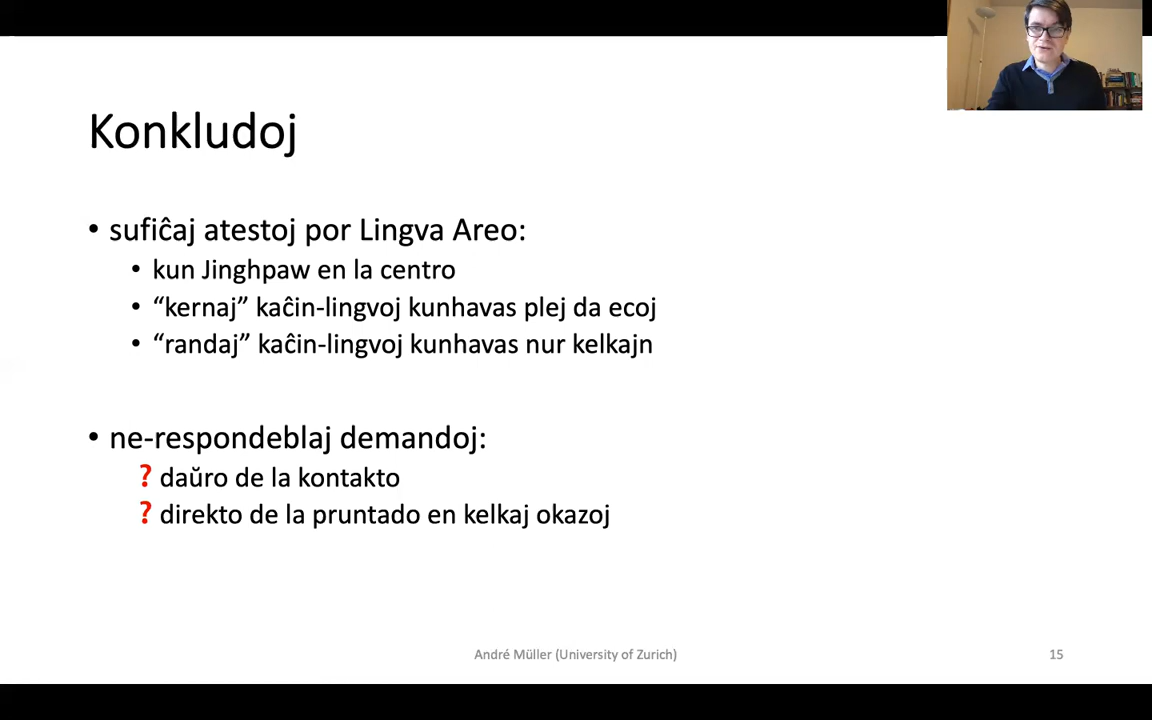 Konkludoj
• sufiĉaj atestoj por Lingva Areo:
• kun Jinghpaw en la centro
• “kernaj” kaĉin-lingvoj kunhavas plej da ecoj
• “randaj” kaĉin-lingvoj kunhavas nur kelkajn
• ne-respondeblaj demandoj:
? daŭro de la kontakto
? direkto de la pruntado en kelkaj okazoj
André Müller (University of Zurich)
15